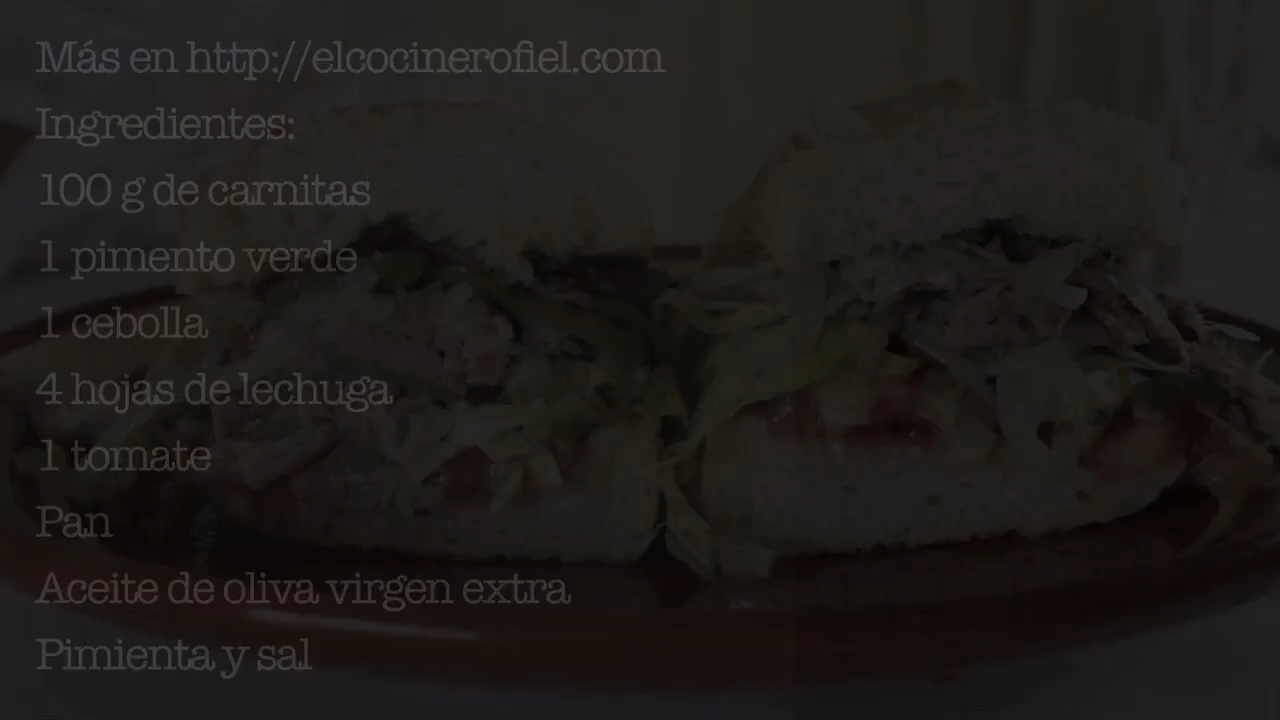 Más en http://elcocinerofiel.com
Ingredientes:
100 g de carnitas
1 pimento verde
1 cebolla
4 hojas de lechuga
1 tomate
Pan
Aceite de oliva virgen extra
Pimienta y sal